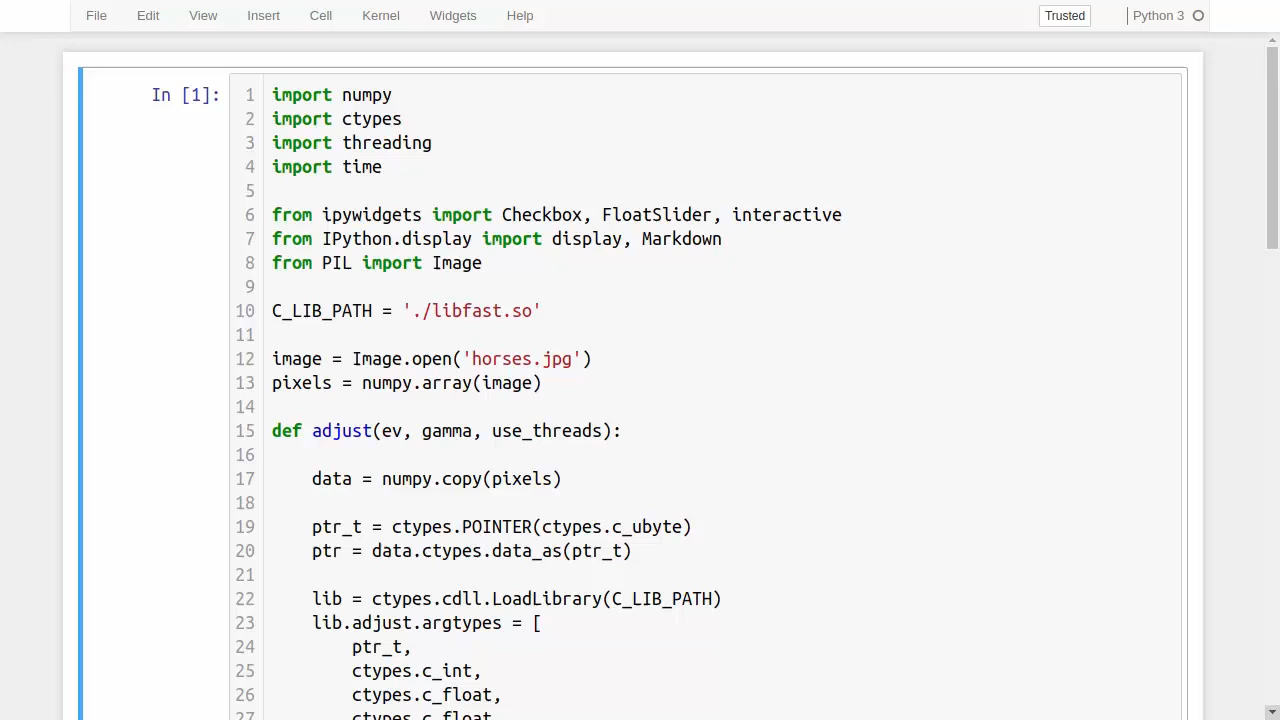 File Edit View Insert Cell Kernel Widgets Help Trusted Python 3
In [1]:
1 import numpy
2 import ctypes
3 import threading
4 import time
5
6 from ipywidgets import Checkbox, FloatSlider, interactive
7 from IPython.display import display, Markdown
8 from PIL import Image
9
10 C_LIB_PATH = './libfast.so'
11
12 image = Image.open('horses.jpg')
13 pixels = numpy.array(image)
14
15 def adjust(ev, gamma, use_threads):
16
17     data = numpy.copy(pixels)
18
19     ptr_t = ctypes.POINTER(ctypes.c_ubyte)
20     ptr = data.ctypes.data_as(ptr_t)
21
22     lib = ctypes.cdll.LoadLibrary(C_LIB_PATH)
23     lib.adjust.argtypes = [
24         ptr_t,
25         ctypes.c_int,
26         ctypes.c_float,
27         ctypes.c_float